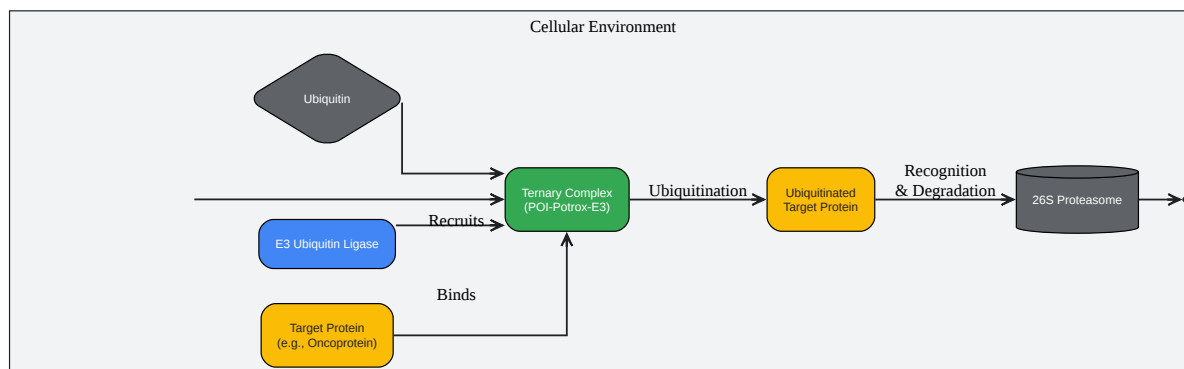 Cellular Environment
Ubiquitin
Ternary Complex
(POI-Potrox-E3)
Ubiquitination
Ubiquitinated
Target Protein
Recognition
& Degradation
26S Proteasome
Recruits
E3 Ubiquitin Ligase
Binds
Target Protein
(e.g., Oncoprotein)